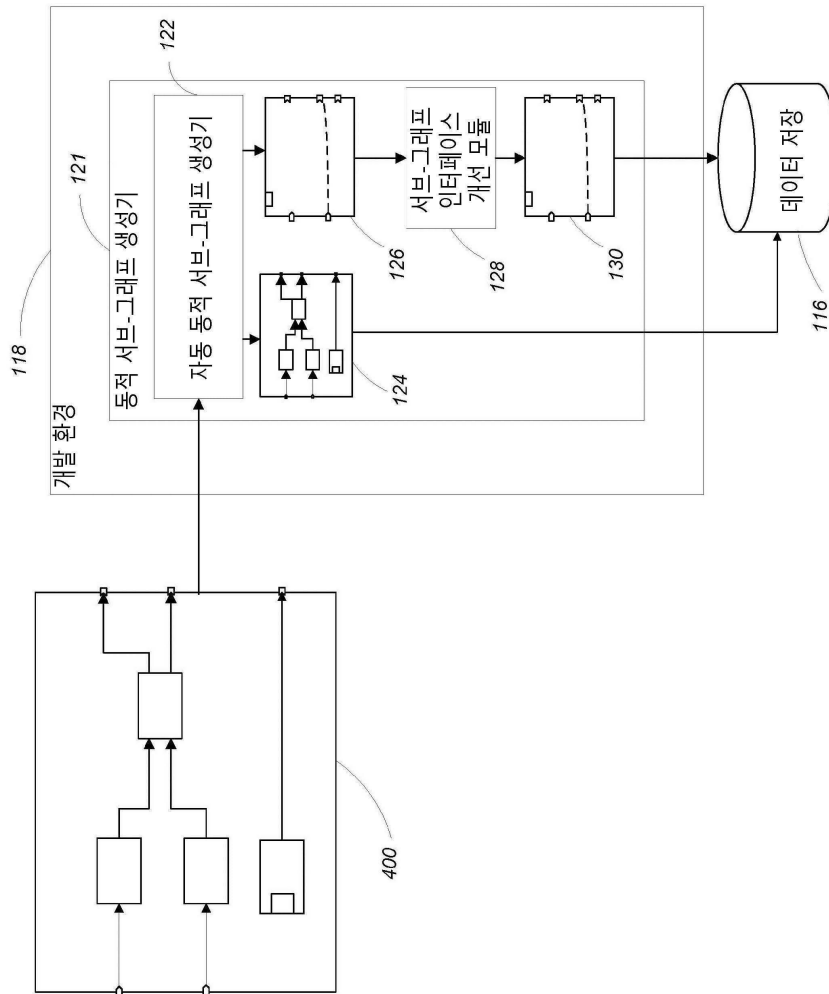 118
개발 환경
121
동적 서브-그래프 생성기
122
자동 동적 서브-그래프 생성기
124
126
서브-그래프
인터페이스
개선 모듈
128
130
데이터 저장
116
400